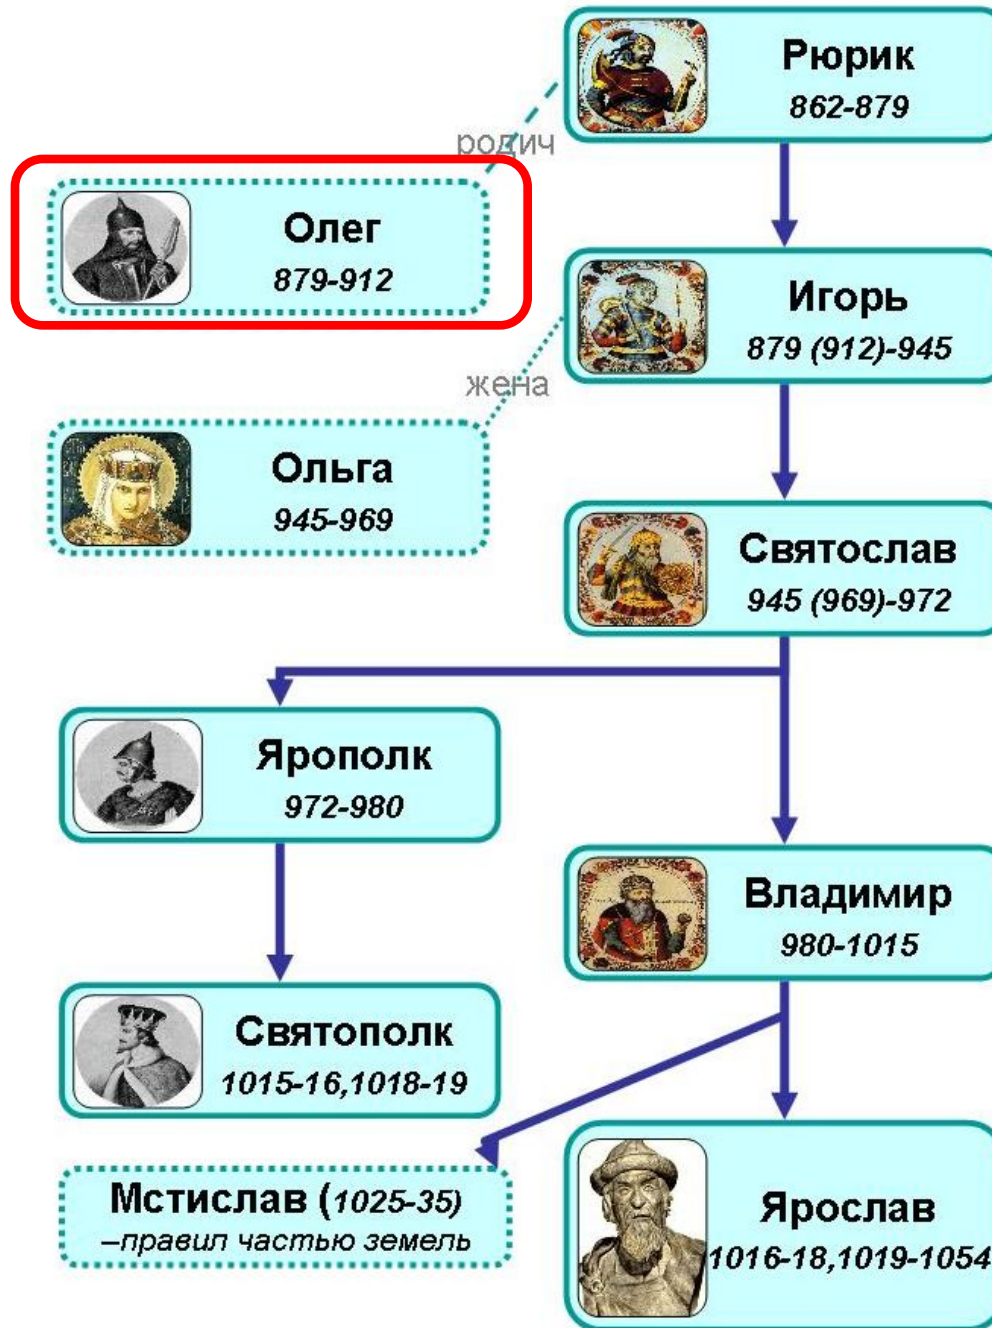 Рюрик
862-879
родич
Олег
879-912
Игорь
879 (912)-945
жена
Ольга
945-969
Святослав
945 (969)-972
Ярополк
972-980
Владимир
980-1015
Святополк
1015-16,1018-19
Мстислав (1025-35)
–правил частью земель
Ярослав
1016-18,1019-1054